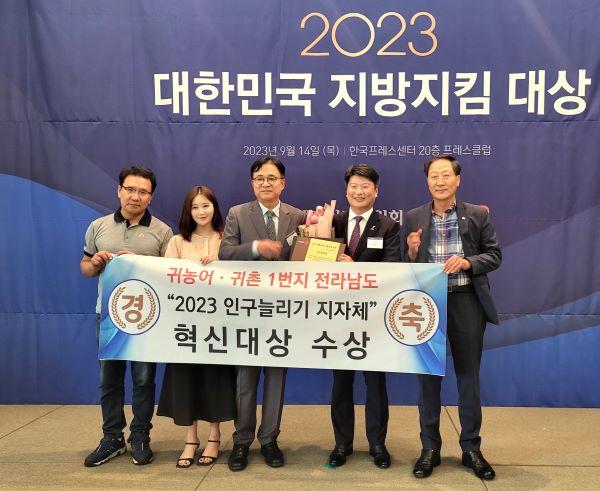 2023
대한민국 지방지킴 대상
2023년 9월 14일 (목) | 한국프레스센터 20층 프레스클럽
귀농어·귀촌 1번지 전라남도
경 "2023 인구늘리기 지자체" 축
혁신대상 수상